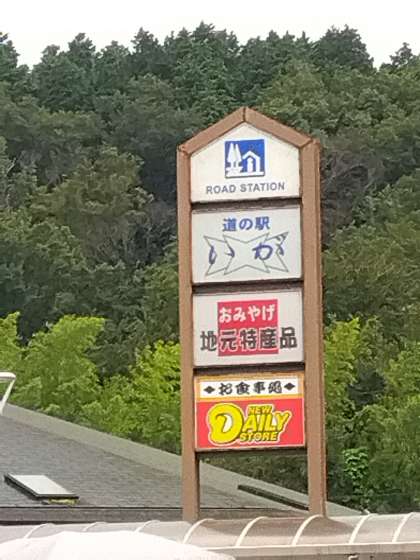 ROAD STATION
道の駅
いが
おみやげ
地元特産品
お食事処
NEW
DAILY
STORE